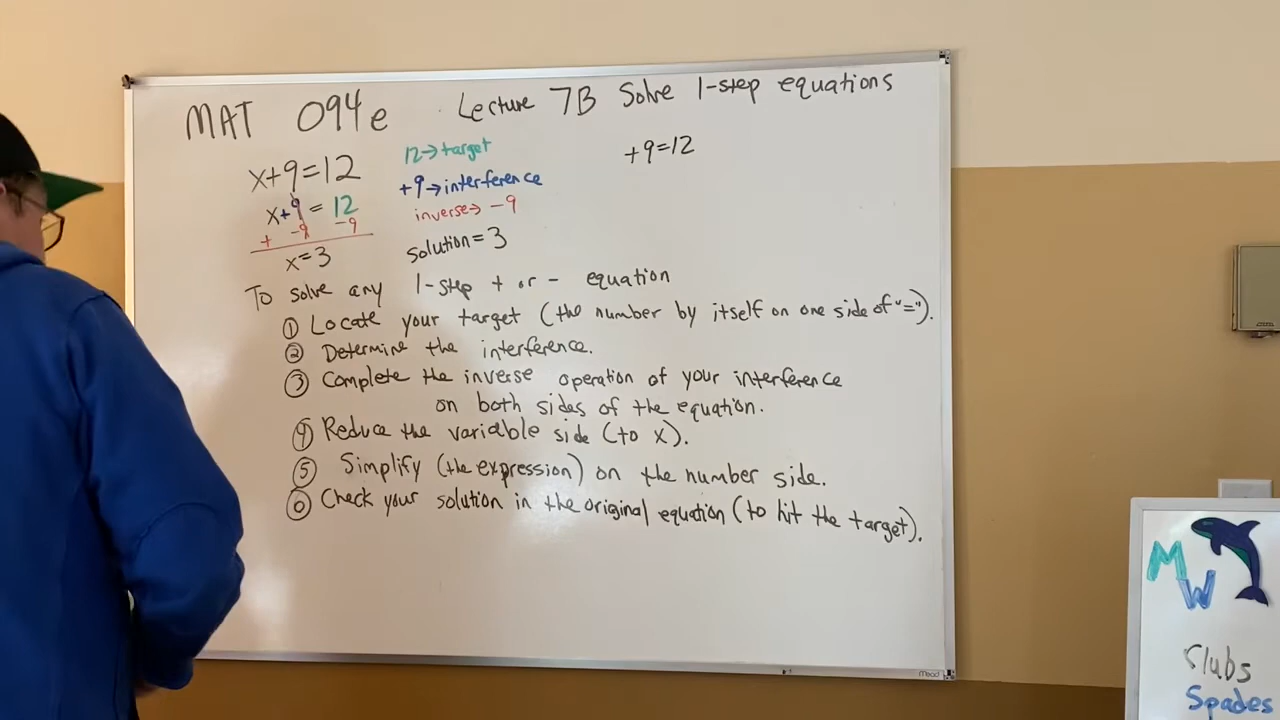 MAT 094e Lecture 7B Solve 1-step equations
x+9=12
12→target
+9=12
+9→interference
x+9 = 12
inverse→ -9
+ -9 -9
solution=3
x=3
To solve any 1-step + or - equation
① Locate your target (the number by itself on one side of "=").
② Determine the interference.
③ Complete the inverse operation of your interference
on both sides of the equation.
④ Reduce the variable side (to x).
⑤ Simplify (the expression) on the number side.
⑥ Check your solution in the original equation (to hit the target).
Mead
MW
Clubs
Spades